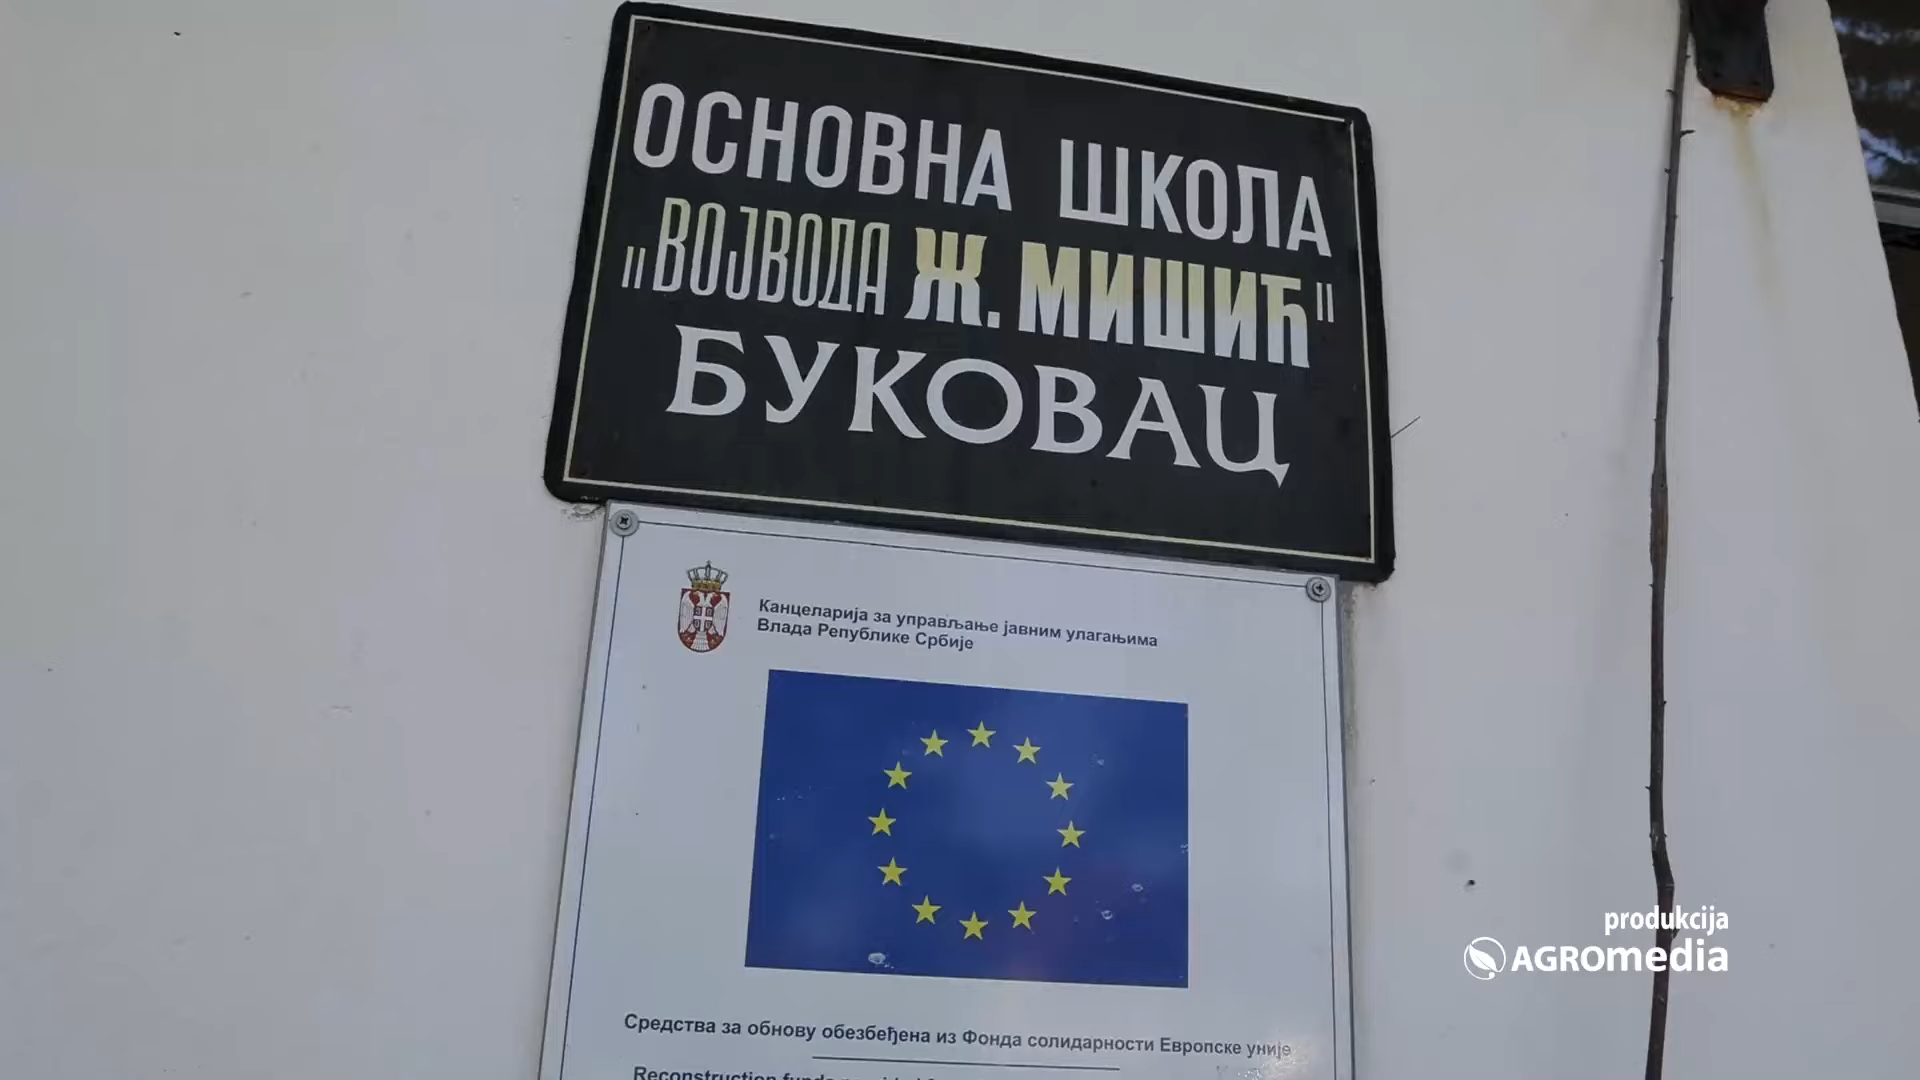 ОСНОВНА ШКОЛА
„ВОЈВОДА Ж. МИШИЋ"
БУКОВАЦ
Канцеларија за управљање јавним улагањима
Влада Републике Србије
Средства за обнову обезбеђена из Фонда солидарности Европске уније
Reconstruction funds
produkcija
AGROmedia